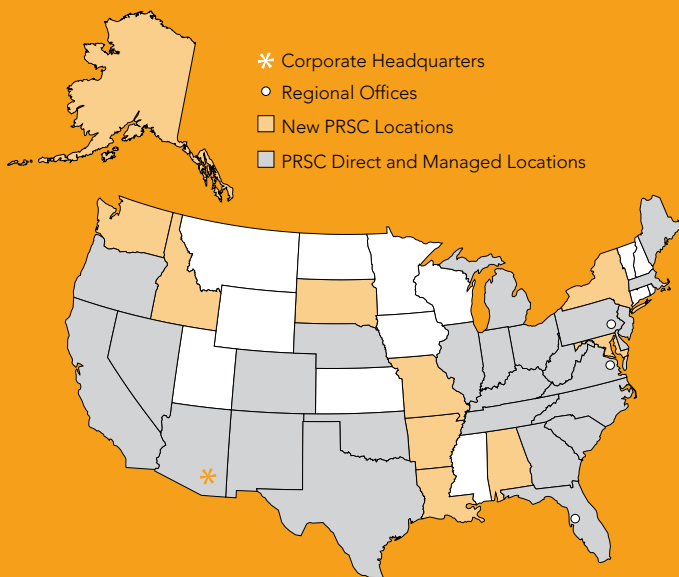 Corporate Headquarters
Regional Offices
New PRSC Locations
PRSC Direct and Managed Locations